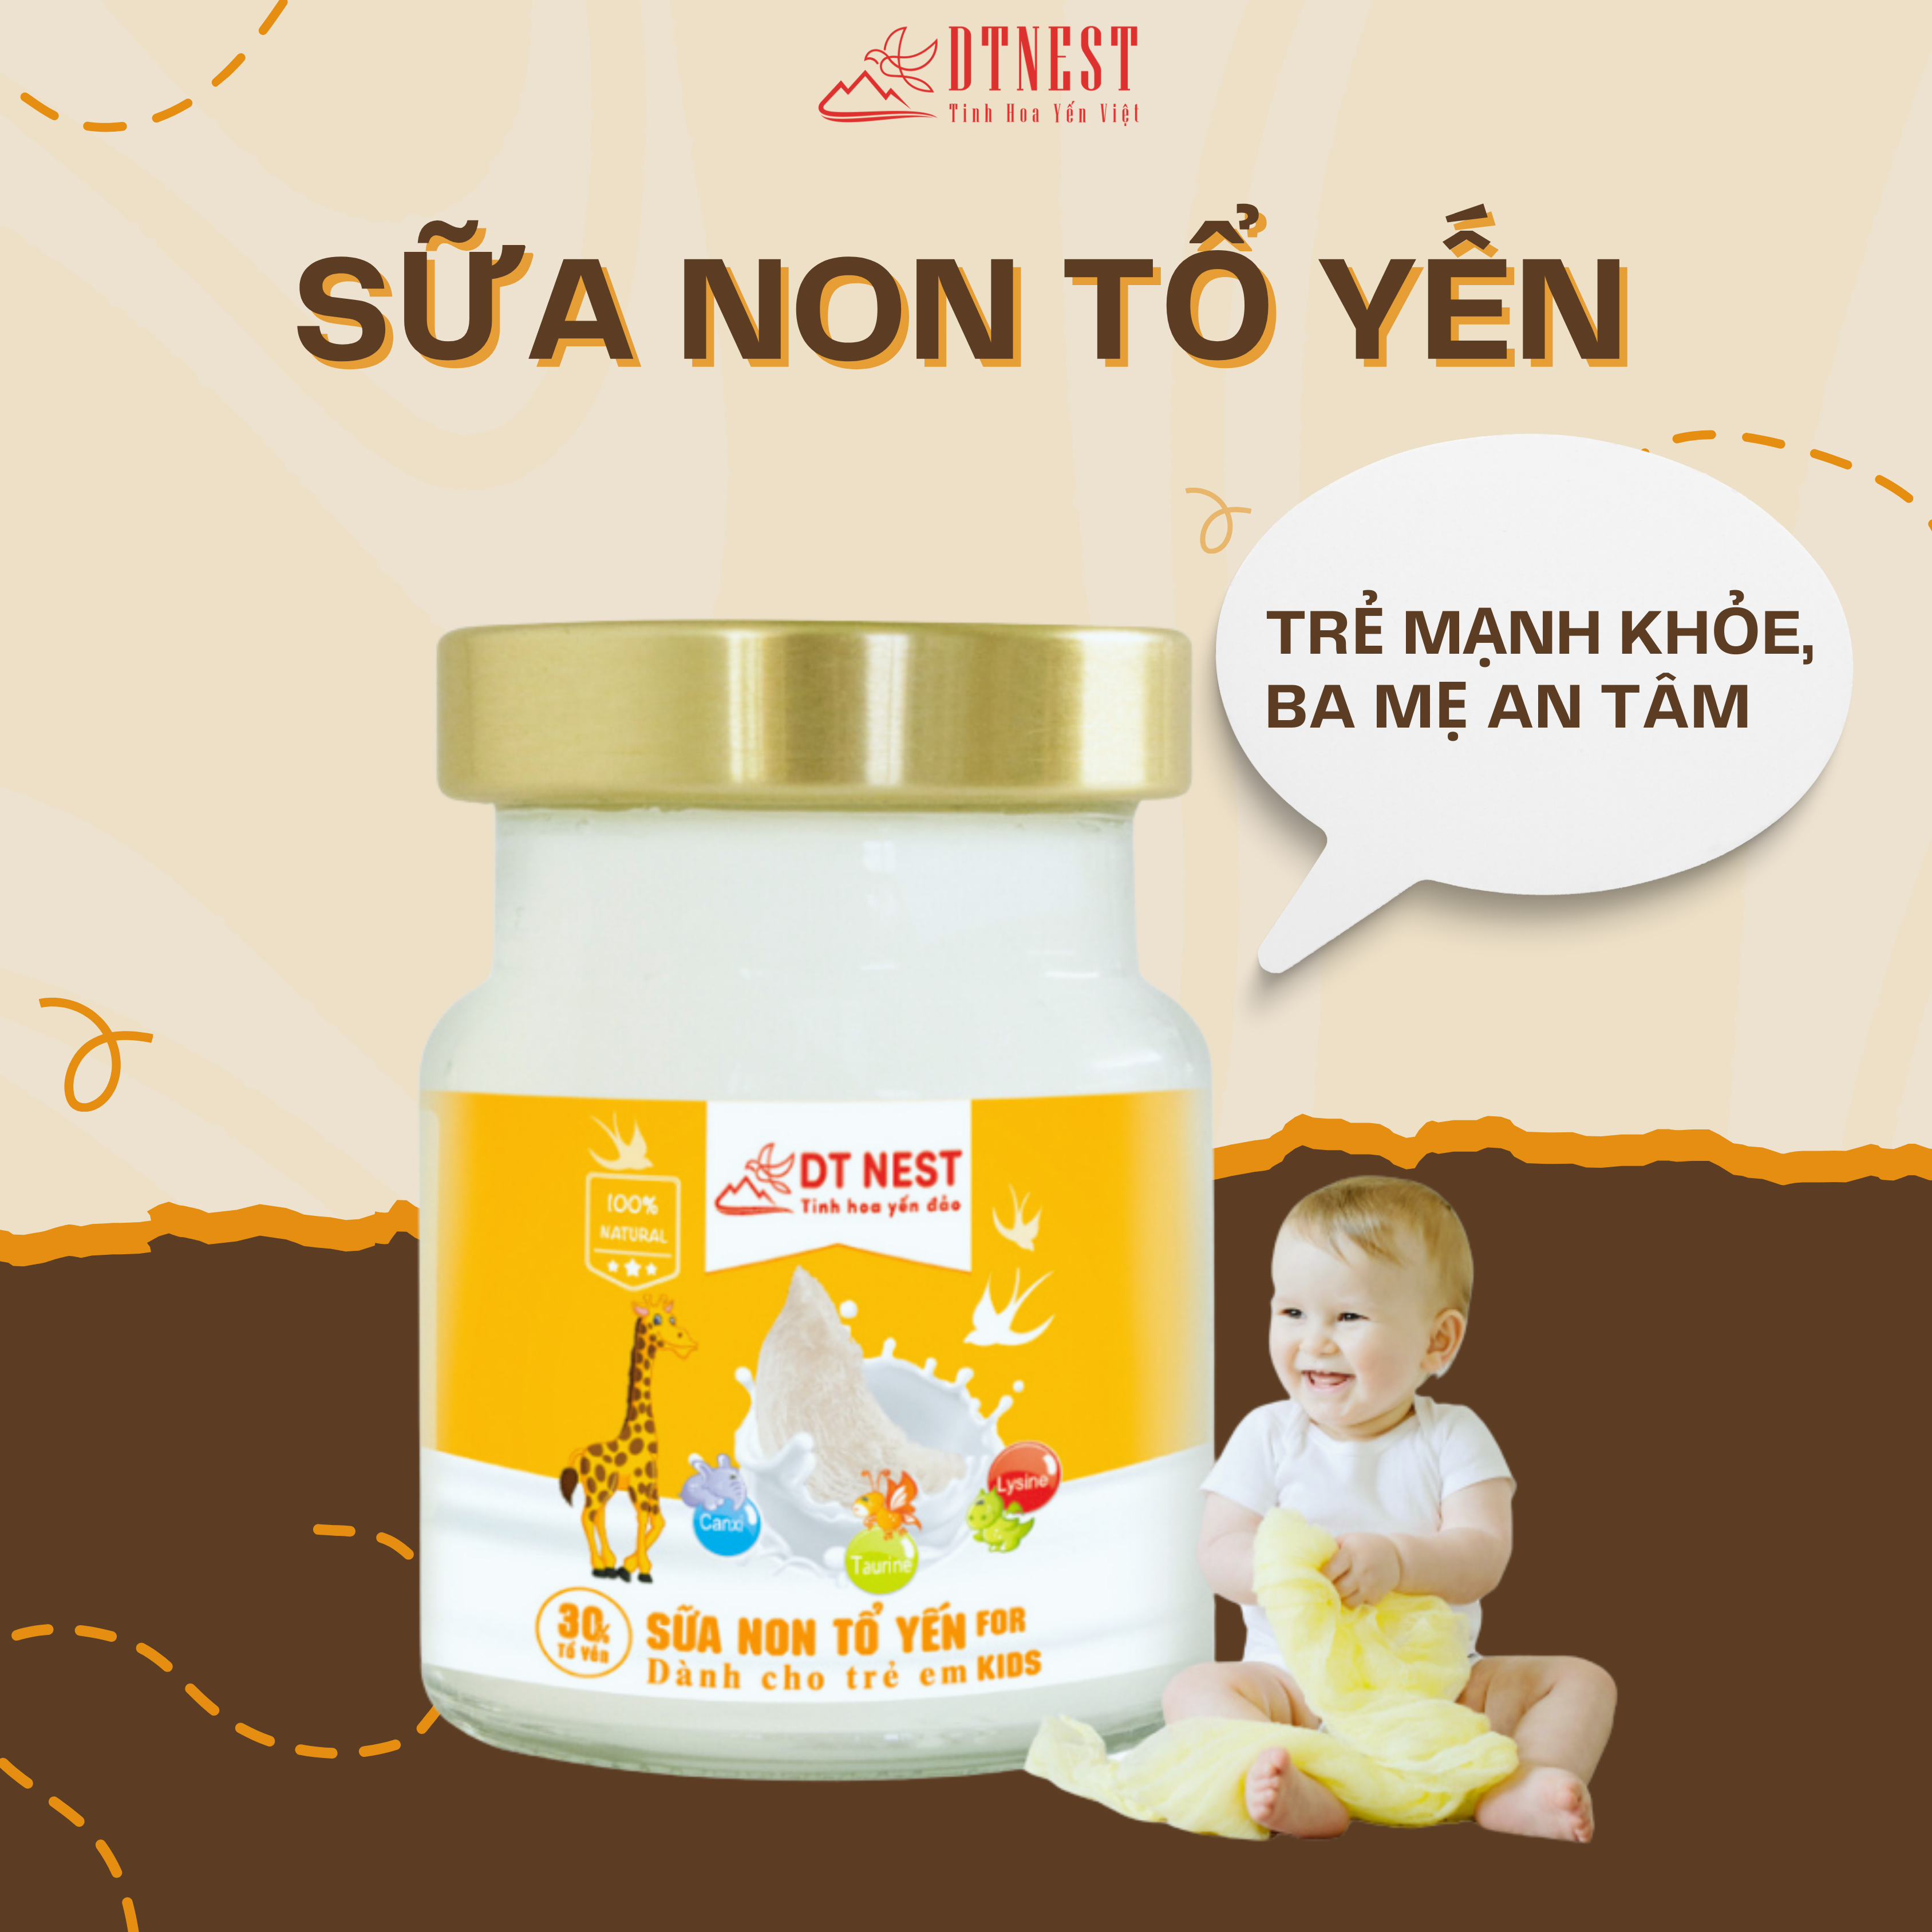 DTNEST
Tinh Hoa Yến Việt
SỮA NON TỔ YẾN
TRẺ MẠNH KHỎE,
BA MẸ AN TÂM
DT NEST
Tinh hoa yến đảo
100%
NATURAL
Lysine
Canxi
Taurine
30%
Tổ Yến
SỮA NON TỔ YẾN FOR
Dành cho trẻ em KIDS